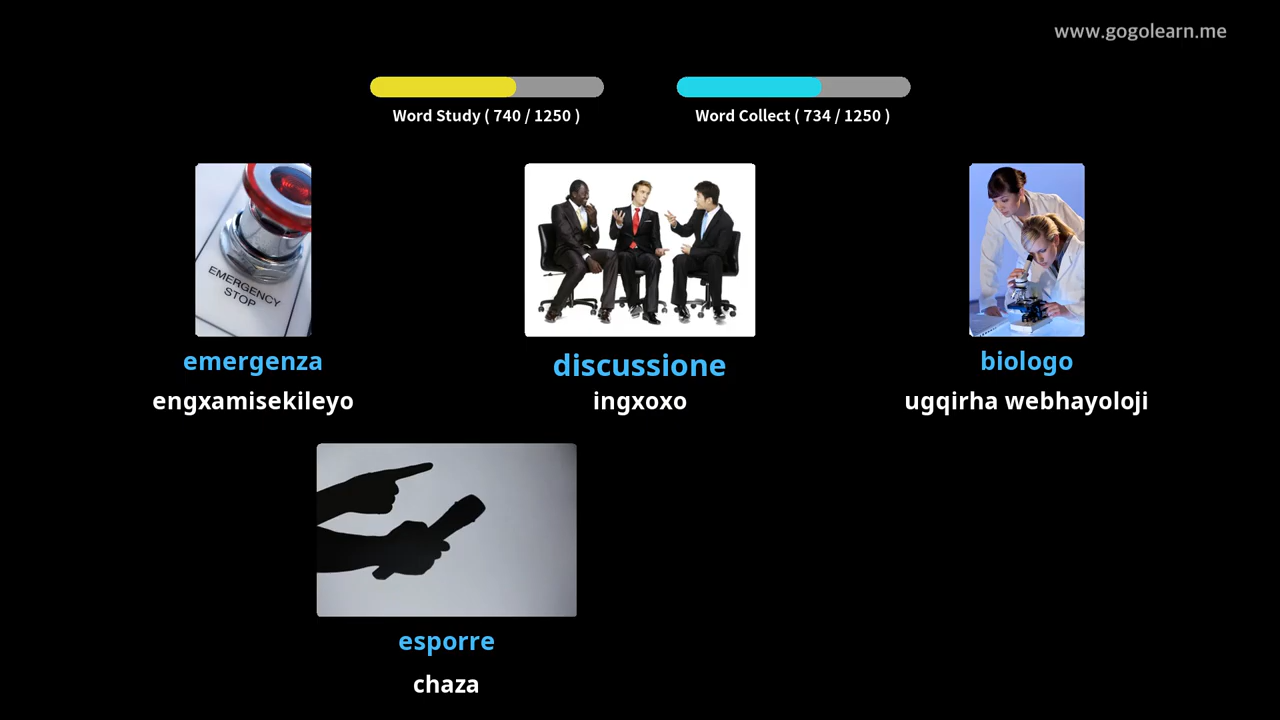 www.gogolearn.me
Word Study ( 740 / 1250 )
Word Collect ( 734 / 1250 )
EMERGENCY
STOP
emergenza
engxamisekileyo
discussione
ingxoxo
biologo
ugqirha webhayoloji
esporre
chaza